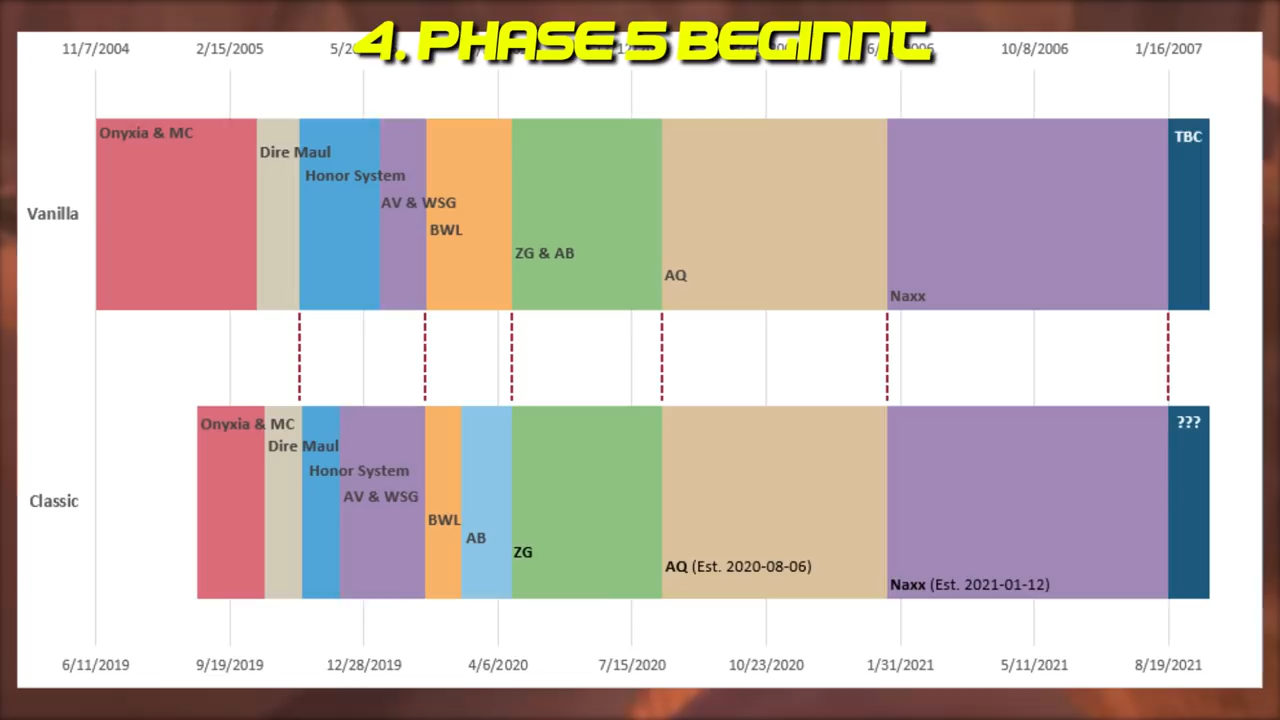 4. PHASE 5 BEGINNT
11/7/2004 2/15/2005 10/8/2006 1/16/2007
Onyxia & MC
Dire Maul
Honor System
AV & WSG
BWL
ZG & AB
AQ
Naxx
TBC
Vanilla
Onyxia & MC
Dire Maul
Honor System
AV & WSG
BWL
AB
ZG
AQ (Est. 2020-08-06)
Naxx (Est. 2021-01-12)
???
Classic
6/11/2019 9/19/2019 12/28/2019 4/6/2020 7/15/2020 10/23/2020 1/31/2021 5/11/2021 8/19/2021